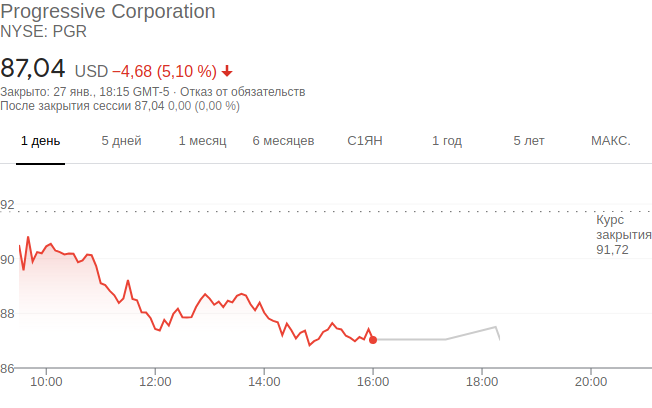 Progressive Corporation
NYSE: PGR
87,04 USD −4,68 (5,10 %)
Закрыто: 27 янв., 18:15 GMT-5 · Отказ от обязательств
После закрытия сессии 87,04 0,00 (0,00 %)
1 день 5 дней 1 месяц 6 месяцев С1ЯН 1 год 5 лет МАКС.
92
Курс
закрытия
91,72
90
88
86
10:00 12:00 14:00 16:00 18:00 20:00